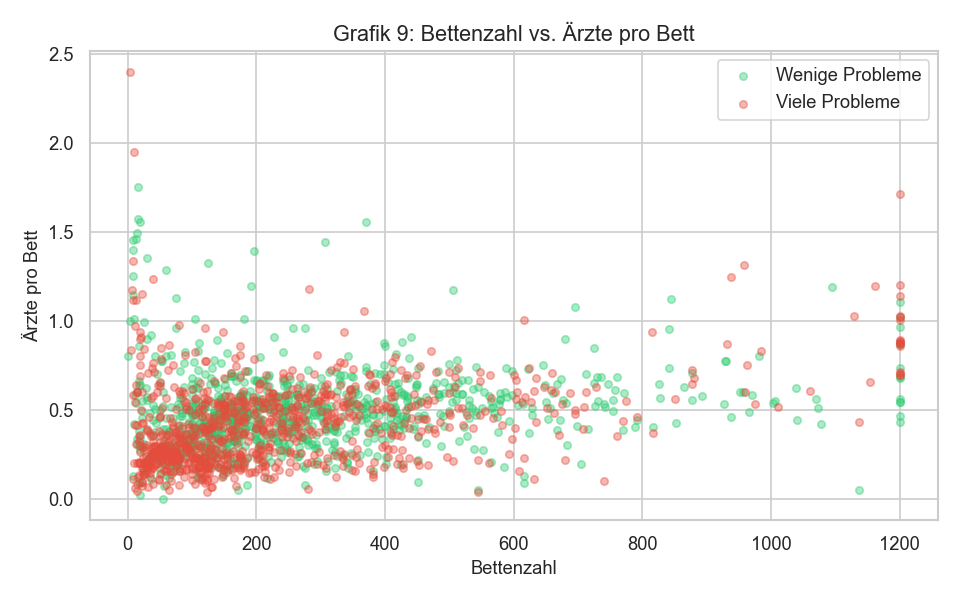 Grafik 9: Bettenzahl vs. Ärzte pro Bett
Wenige Probleme
Viele Probleme
Ärzte pro Bett
2.5
2.0
1.5
1.0
0.5
0.0
0 200 400 600 800 1000 1200
Bettenzahl